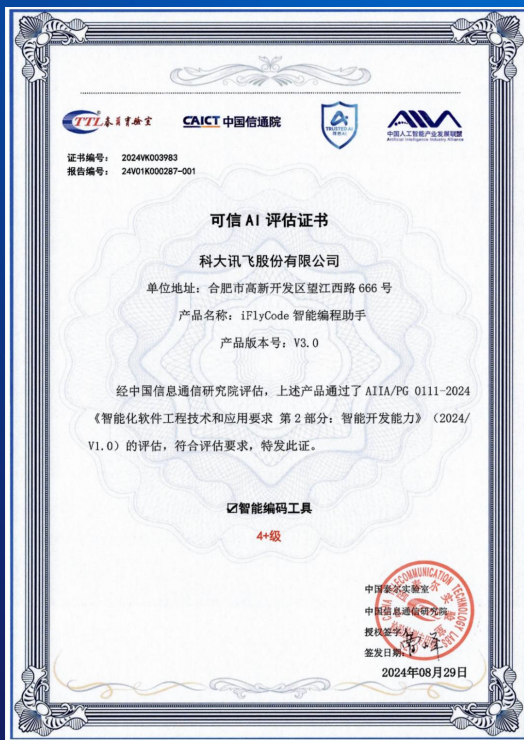 TTL 泰尔实验室
CAICT 中国信通院
TRUSTED AI
可信AI
AIIA
中国人工智能产业发展联盟
Artificial Intelligence Industry Alliance
证书编号: 2024VK003983
报告编号: 24V01K000287-001
可信 AI 评估证书
科大讯飞股份有限公司
单位地址:合肥市高新开发区望江西路 666 号
产品名称:iFlyCode 智能编程助手
产品版本号:V3.0
经中国信息通信研究院评估,上述产品通过了 AIIA/PG 0111-2024
《智能化软件工程技术和应用要求 第 2 部分:智能开发能力》(2024/
V1.0)的评估,符合评估要求,特发此证。
☑智能编码工具
4+级
中国泰尔实验室
中国信息通信研究院
授权签字人
签发日期:
2024年08月29日
CHINA TELECOMMUNICATION TECHNOLOGY LABS